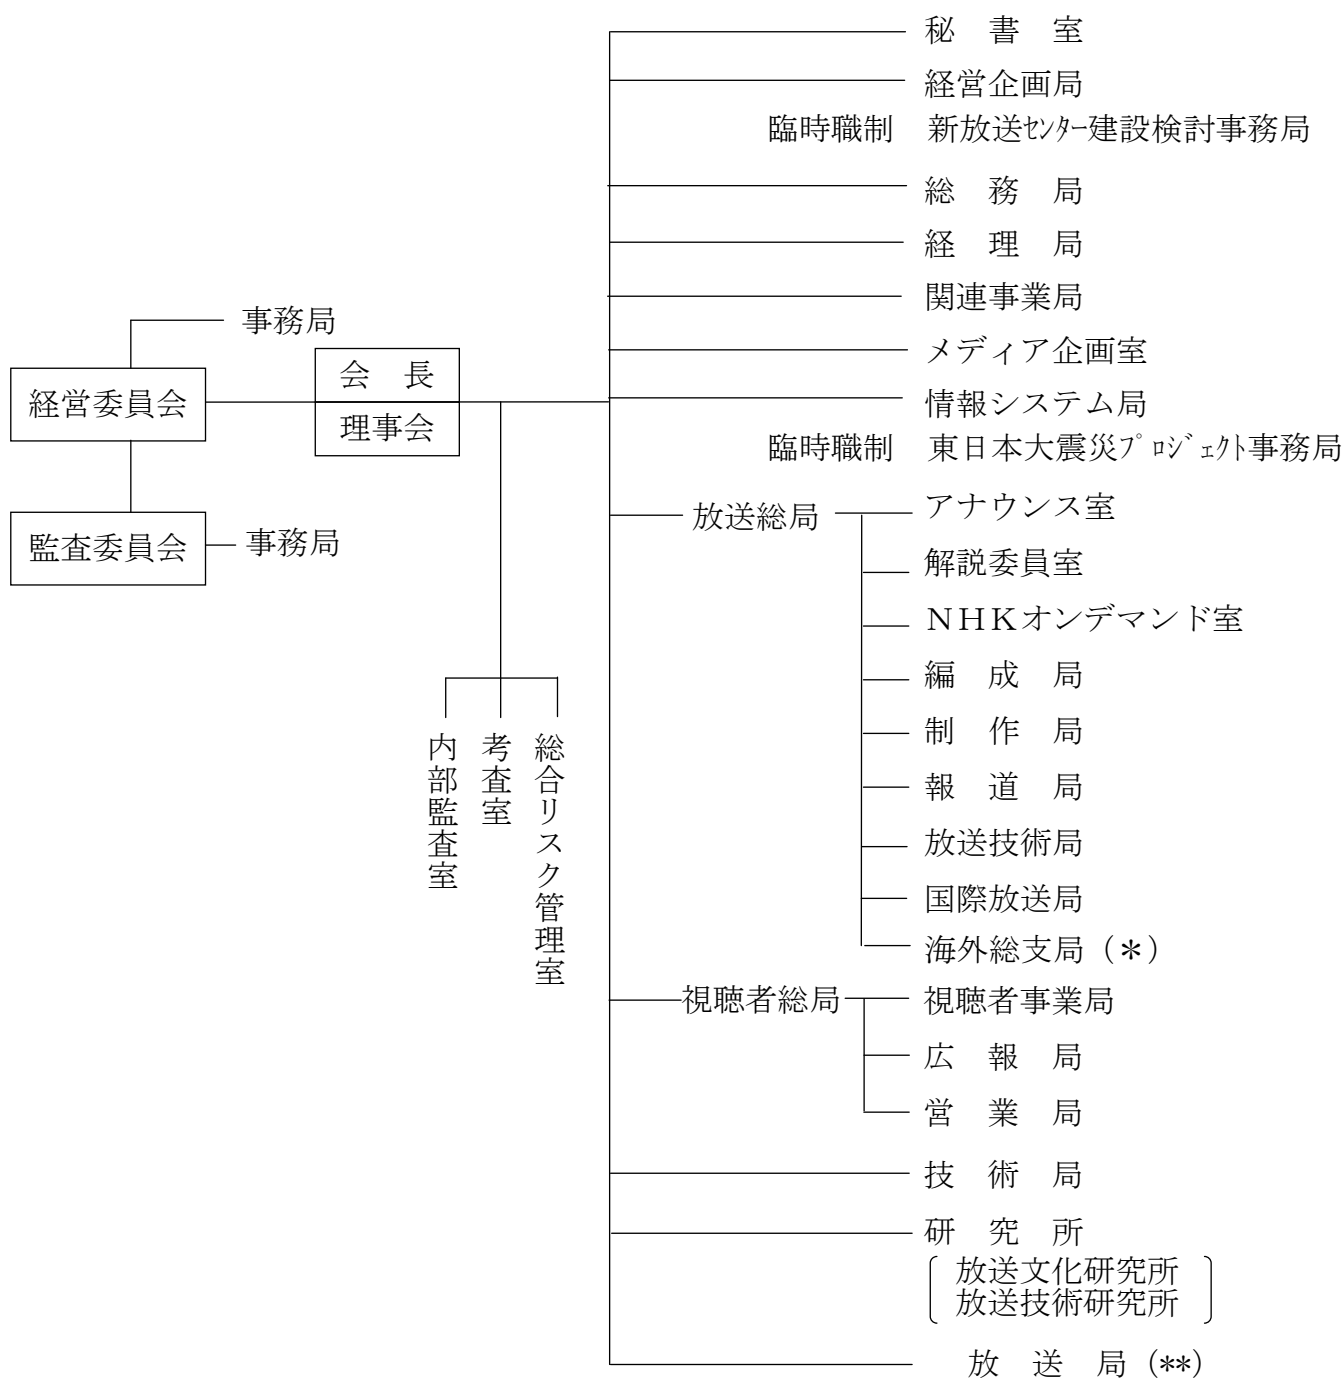 秘　書　室
経営企画局
臨時職制　新放送ｾﾝﾀｰ建設検討事務局
総　務　局
経　理　局
関連事業局
メディア企画室
情報システム局
臨時職制　東日本大震災ﾌﾟﾛｼﾞｪｸﾄ事務局
事務局
経営委員会
会　長
理事会
監査委員会
事務局
内部監査室
考査室
総合リスク管理室
放送総局
アナウンス室
解説委員室
ＮＨＫオンデマンド室
編　成　局
制　作　局
報　道　局
放送技術局
国際放送局
海外総支局（＊）
視聴者総局
視聴者事業局
広　報　局
営　業　局
技　術　局
研　究　所
放送文化研究所
放送技術研究所
放　送　局 (**)